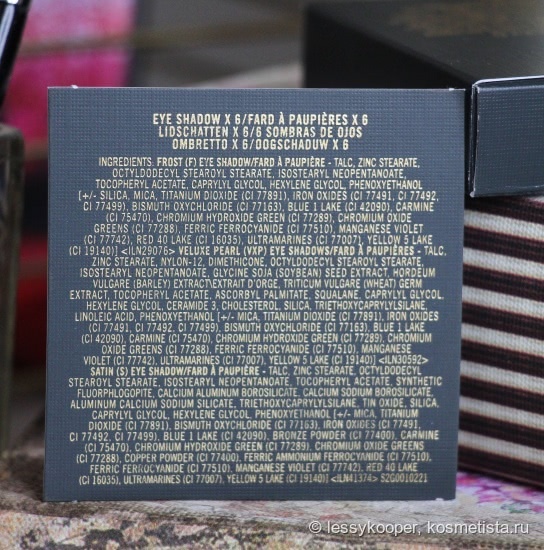 EYE SHADOW X 6/FARD À PAUPIÈRES X 6
LIDSCHATTEN X 6/6 SOMBRAS DE OJOS
OMBRETTO X 6/OOGSCHADUW X 6
INGREDIENTS: FROST (F) EYE SHADOW/FARD À PAUPIÈRE - TALC, ZINC STEARATE,
OCTYLDODECYL STEAROYL STEARATE, ISOSTEARYL NEOPENTANOATE,
TOCOPHERYL ACETATE, CAPRYLYL GLYCOL, HEXYLENE GLYCOL, PHENOXYETHANOL
[+/- SILICA, MICA, TITANIUM DIOXIDE (CI 77891), IRON OXIDES (CI 77491, CI 77492,
CI 77499), BISMUTH OXYCHLORIDE (CI 77163), BLUE 1 LAKE (CI 42090), CARMINE
(CI 75470), CHROMIUM HYDROXIDE GREEN (CI 77289), CHROMIUM OXIDE
GREENS (CI 77288), FERRIC FERROCYANIDE (CI 77510), MANGANESE VIOLET
(CI 77742), RED 40 LAKE (CI 16035), ULTRAMARINES (CI 77007), YELLOW 5 LAKE
(CI 19140)] <ILN29076> VELUXE PEARL (VXP) EYE SHADOWS/FARD À PAUPIÈRES - TALC,
ZINC STEARATE, NYLON-12, DIMETHICONE, OCTYLDODECYL STEAROYL STEARATE,
ISOSTEARYL NEOPENTANOATE, GLYCINE SOJA (SOYBEAN) SEED EXTRACT, HORDEUM
VULGARE (BARLEY) EXTRACT\EXTRAIT D'ORGE, TRITICUM VULGARE (WHEAT) GERM
EXTRACT, TOCOPHERYL ACETATE, ASCORBYL PALMITATE, SQUALANE, CAPRYLYL GLYCOL,
HEXYLENE GLYCOL, CERAMIDE 3, CHOLESTEROL, SILICA, TRIETHOXYCAPRYLYLSILANE,
LINOLEIC ACID, PHENOXYETHANOL [+/- MICA, TITANIUM DIOXIDE (CI 77891), IRON OXIDES
(CI 77491, CI 77492, CI 77499), BISMUTH OXYCHLORIDE (CI 77163), BLUE 1 LAKE
(CI 42090), CARMINE (CI 75470), CHROMIUM HYDROXIDE GREEN (CI 77289), CHROMIUM
OXIDE GREENS (CI 77288), FERRIC FERROCYANIDE (CI 77510), MANGANESE
VIOLET (CI 77742), ULTRAMARINES (CI 77007), YELLOW 5 LAKE (CI 19140)] <ILN30592>
SATIN (S) EYE SHADOW/FARD À PAUPIÈRE - TALC, ZINC STEARATE, OCTYLDODECYL
STEAROYL STEARATE, ISOSTEARYL NEOPENTANOATE, TOCOPHERYL ACETATE, SYNTHETIC
FLUORPHLOGOPITE, CALCIUM ALUMINUM BOROSILICATE, CALCIUM SODIUM BOROSILICATE,
ALUMINUM CALCIUM SODIUM SILICATE, TRIETHOXYCAPRYLYLSILANE, TIN OXIDE, SILICA,
CAPRYLYL GLYCOL, HEXYLENE GLYCOL, PHENOXYETHANOL [+/- MICA, TITANIUM
DIOXIDE (CI 77891), BISMUTH OXYCHLORIDE (CI 77163), IRON OXIDES (CI 77491,
CI 77492, CI 77499), BLUE 1 LAKE (CI 42090), BRONZE POWDER (CI 77400), CARMINE
(CI 75470), CHROMIUM HYDROXIDE GREEN (CI 77289), CHROMIUM OXIDE GREENS
(CI 77288), COPPER POWDER (CI 77400), FERRIC AMMONIUM FERROCYANIDE (CI 77510),
FERRIC FERROCYANIDE (CI 77510), MANGANESE VIOLET (CI 77742), RED 40 LAKE
(CI 16035), ULTRAMARINES (CI 77007), YELLOW 5 LAKE (CI 19140)] <ILN41374> S2G0010221
© lessykooper, kosmetista.ru